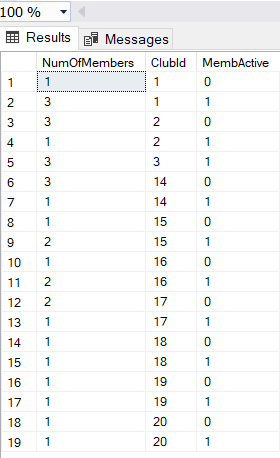 100 %
Results Messages
NumOfMembers ClubId MembActive
1 1 1 0
2 3 1 1
3 3 2 0
4 1 2 1
5 3 3 1
6 3 14 0
7 1 14 1
8 1 15 0
9 2 15 1
10 1 16 0
11 2 16 1
12 2 17 0
13 1 17 1
14 1 18 0
15 1 18 1
16 1 19 0
17 1 19 1
18 1 20 0
19 1 20 1